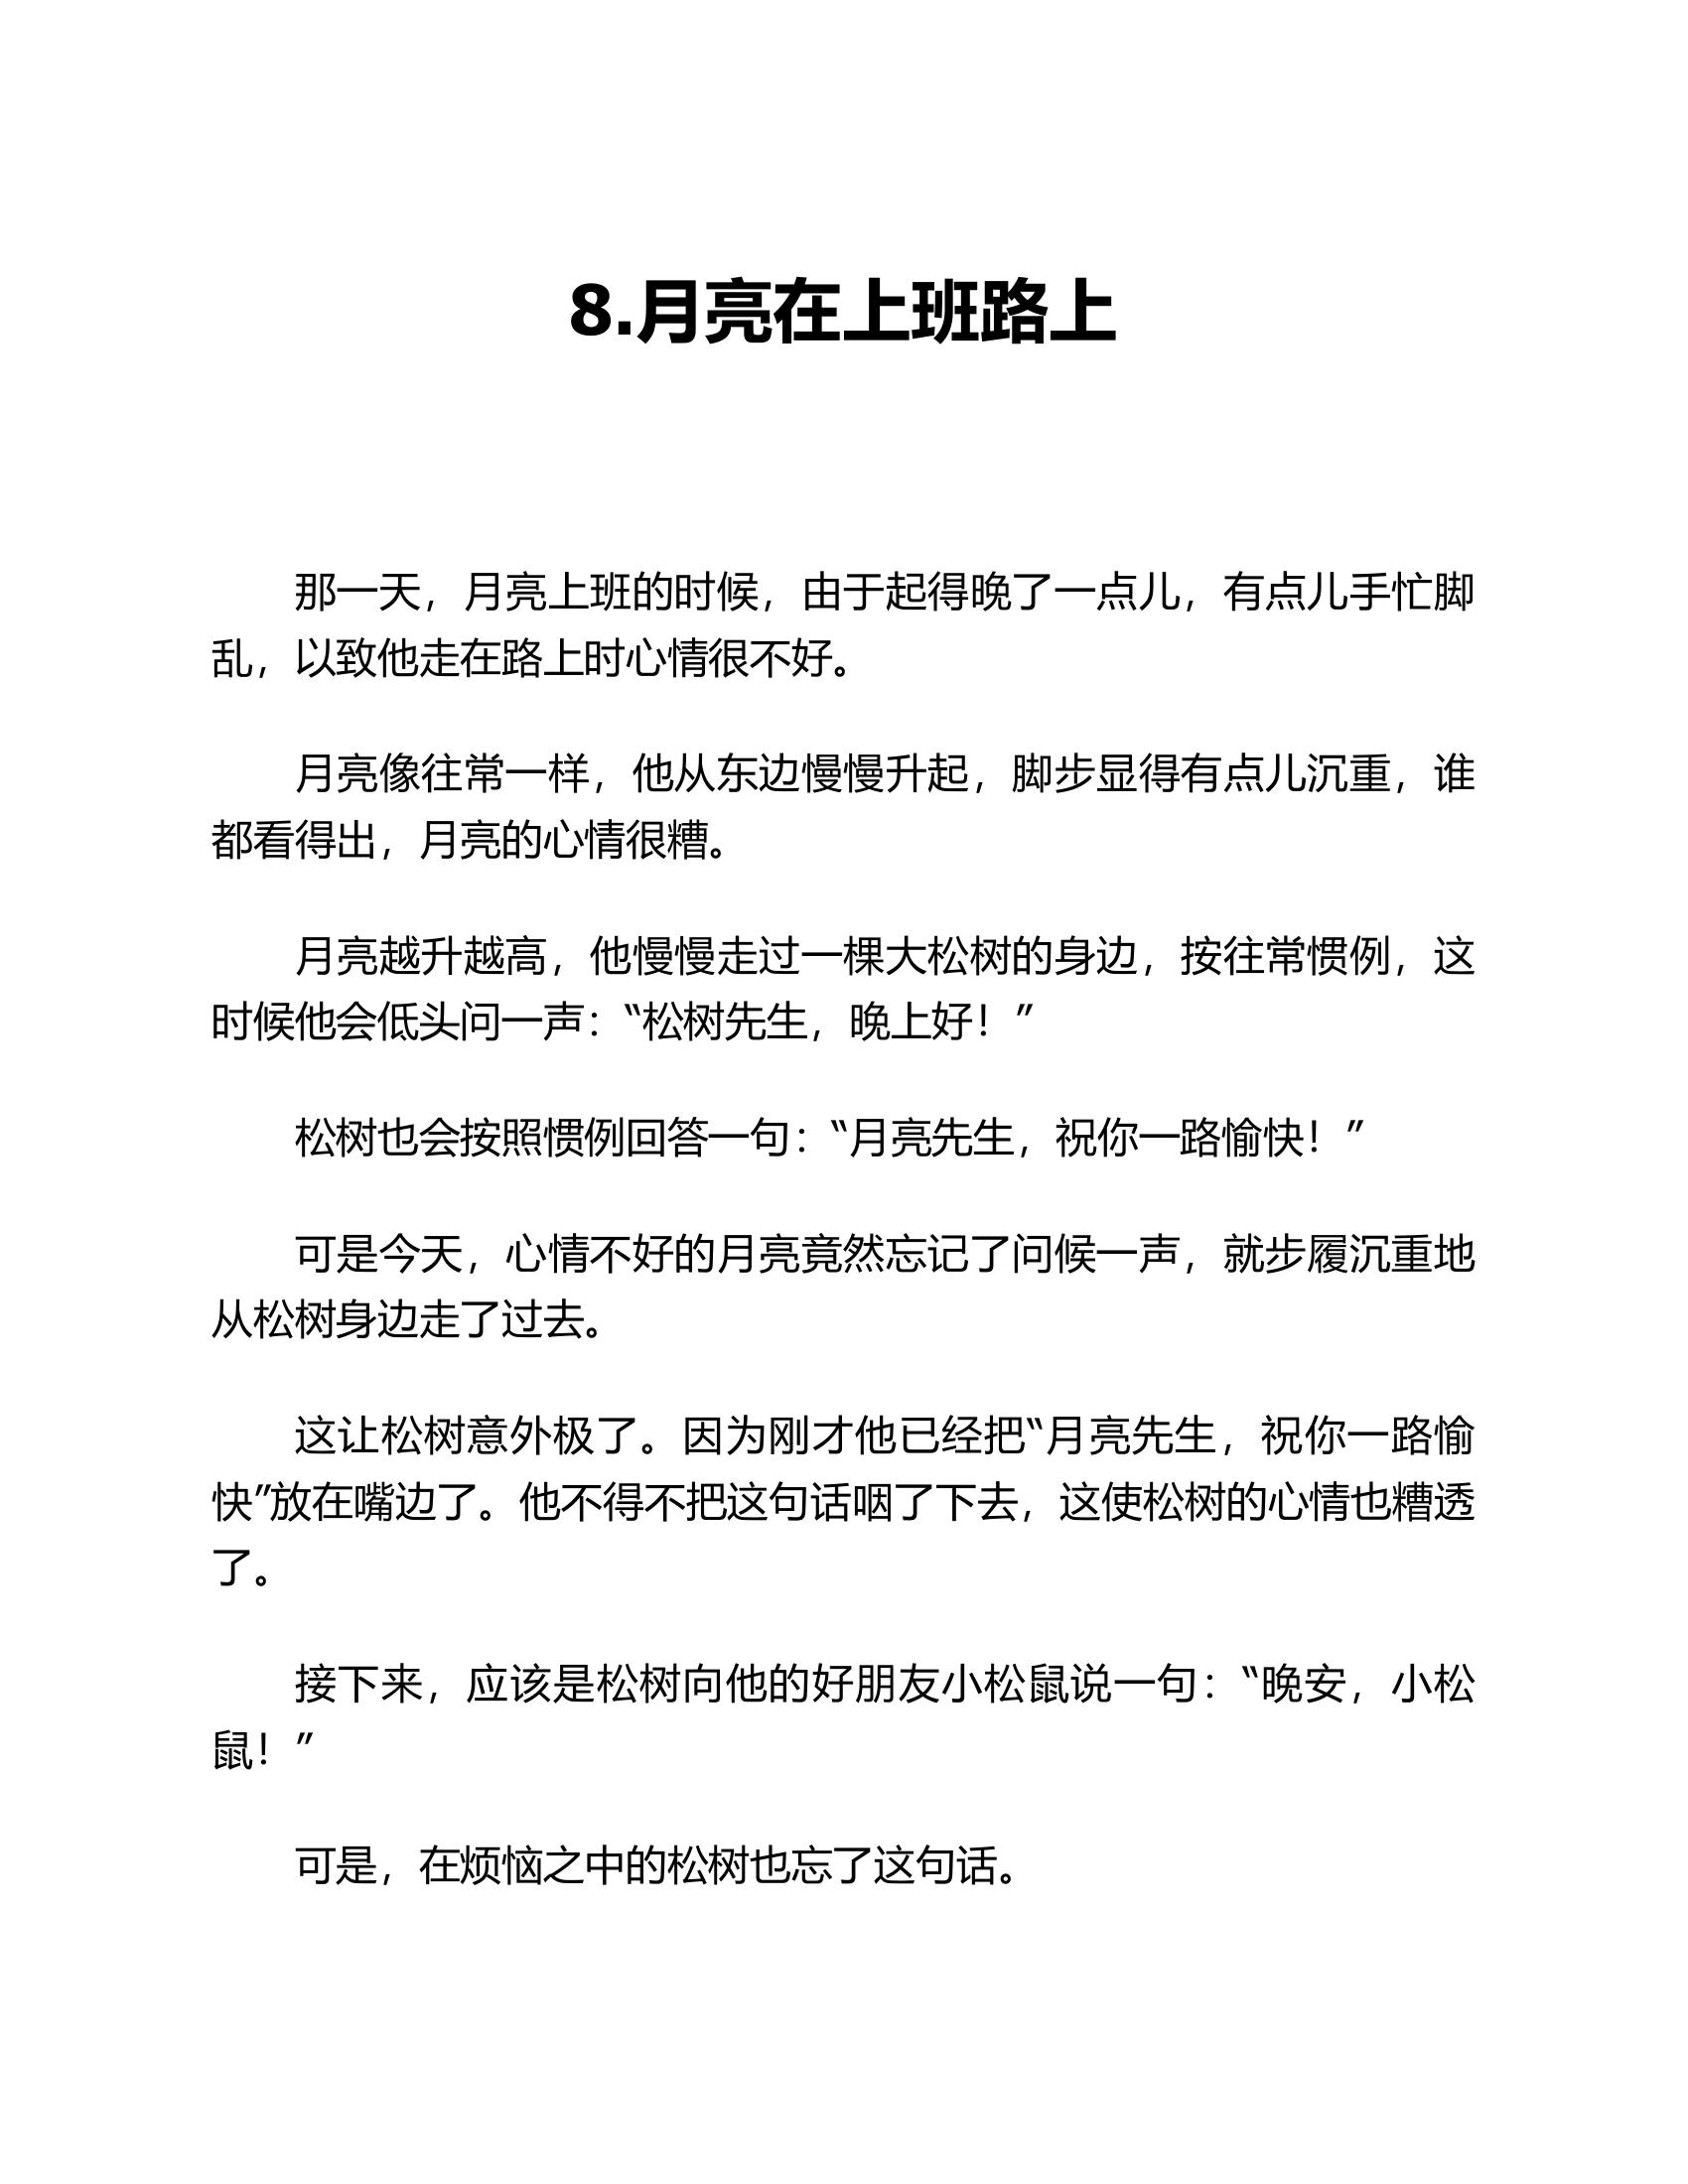 8.月亮在上班路上
那一天，月亮上班的时候，由于起得晚了一点儿，有点儿手忙脚
乱，以致他走在路上时心情很不好。
月亮像往常一样，他从东边慢慢升起，脚步显得有点儿沉重，谁
都看得出，月亮的心情很糟。
月亮越升越高，他慢慢走过一棵大松树的身边，按往常惯例，这
时候他会低头问一声：“松树先生，晚上好！”
松树也会按照惯例回答一句：“月亮先生，祝你一路愉快！”
可是今天，心情不好的月亮竟然忘记了问候一声，就步履沉重地
从松树身边走了过去。
这让松树意外极了。因为刚才他已经把“月亮先生，祝你一路愉
快”放在嘴边了。他不得不把这句话咽了下去，这使松树的心情也糟透
了。
接下来，应该是松树向他的好朋友小松鼠说一句：“晚安，小松
鼠！”
可是，在烦恼之中的松树也忘了这句话。